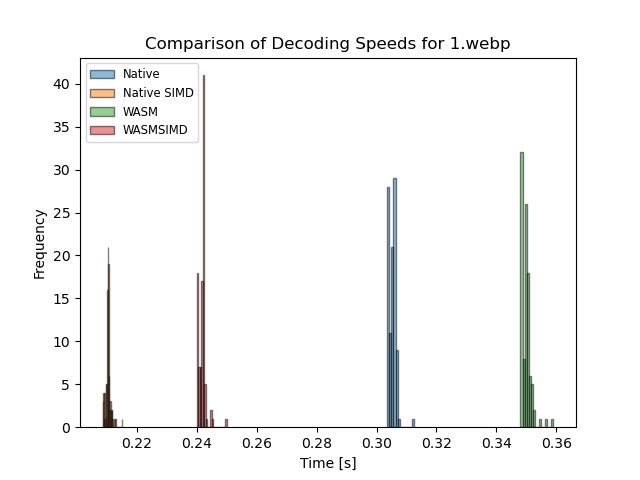 Comparison of Decoding Speeds for 1.webp
Native
Native SIMD
WASM
WASMSIMD
40
35
30
25
20
15
10
5
0
Frequency
0.22 0.24 0.26 0.28 0.30 0.32 0.34 0.36
Time [s]